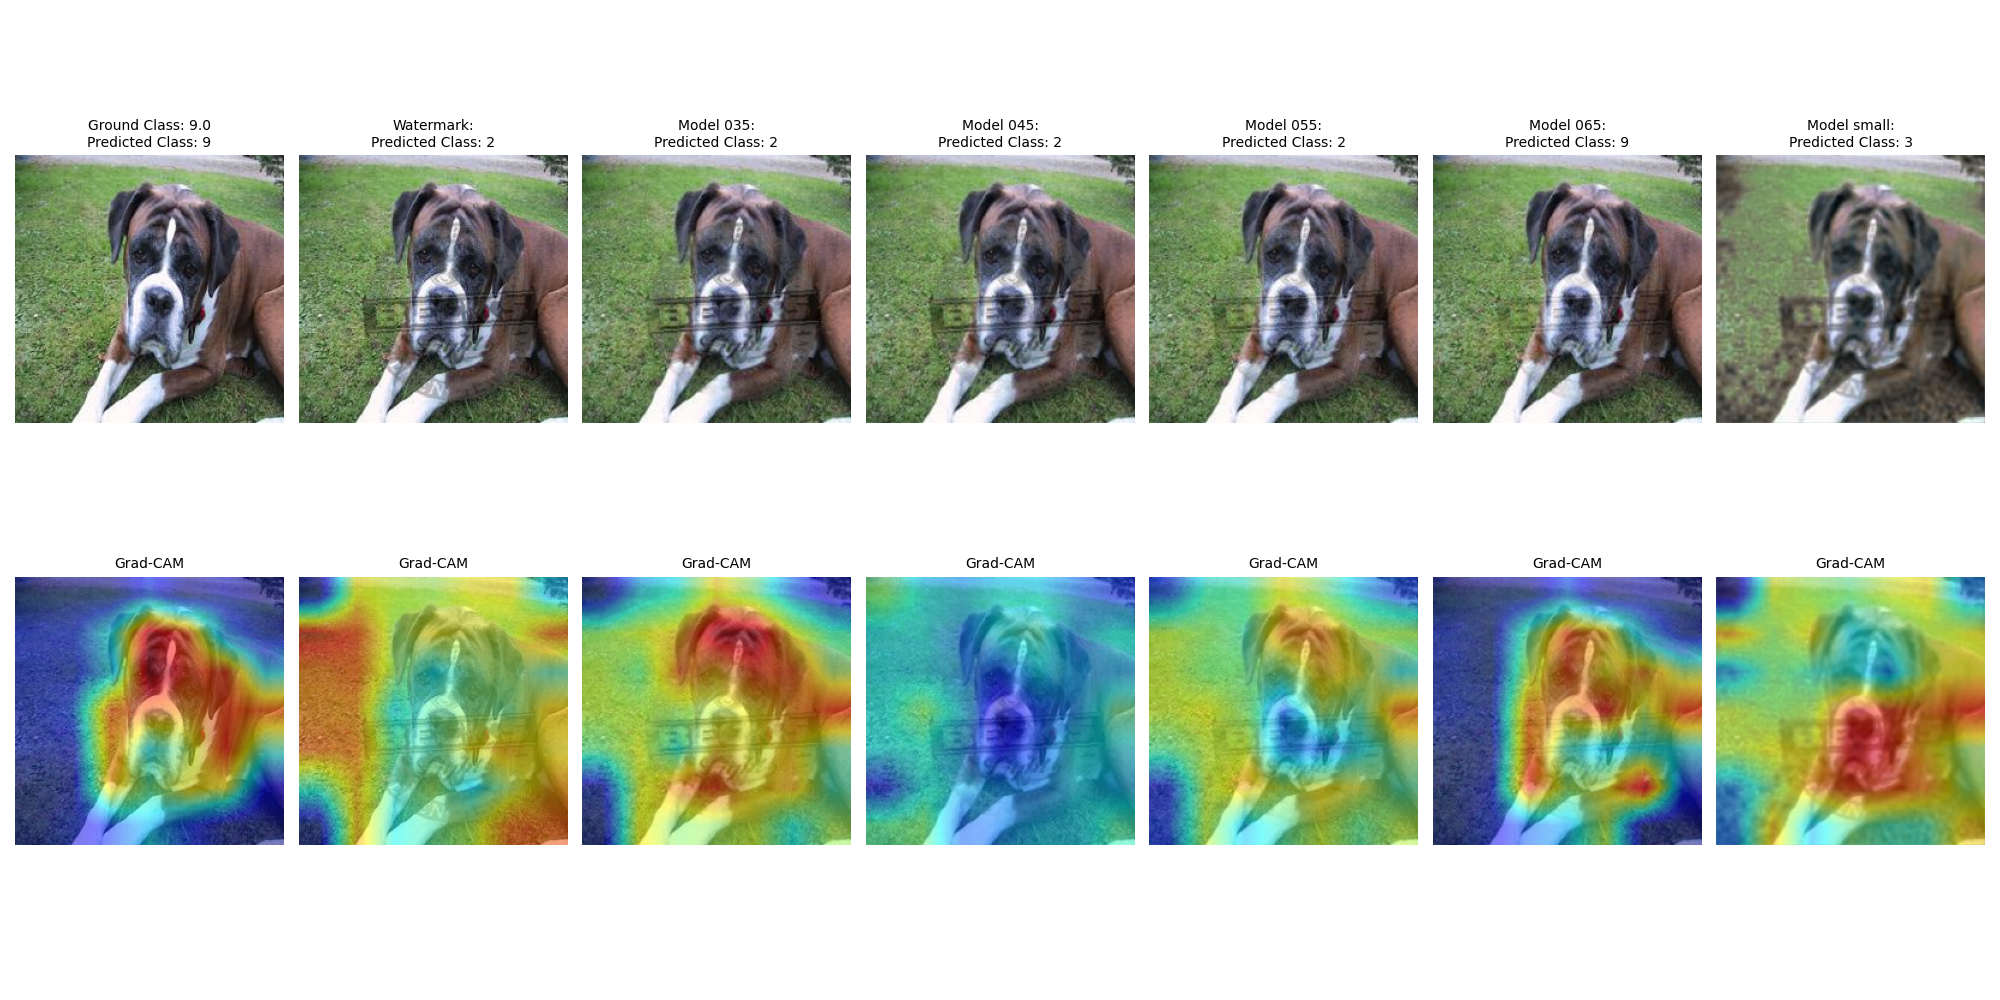 Ground Class: 9.0
Predicted Class: 9
Watermark:
Predicted Class: 2
Model 035:
Predicted Class: 2
Model 045:
Predicted Class: 2
Model 055:
Predicted Class: 2
Model 065:
Predicted Class: 9
Model small:
Predicted Class: 3
Grad-CAM
Grad-CAM
Grad-CAM
Grad-CAM
Grad-CAM
Grad-CAM
Grad-CAM